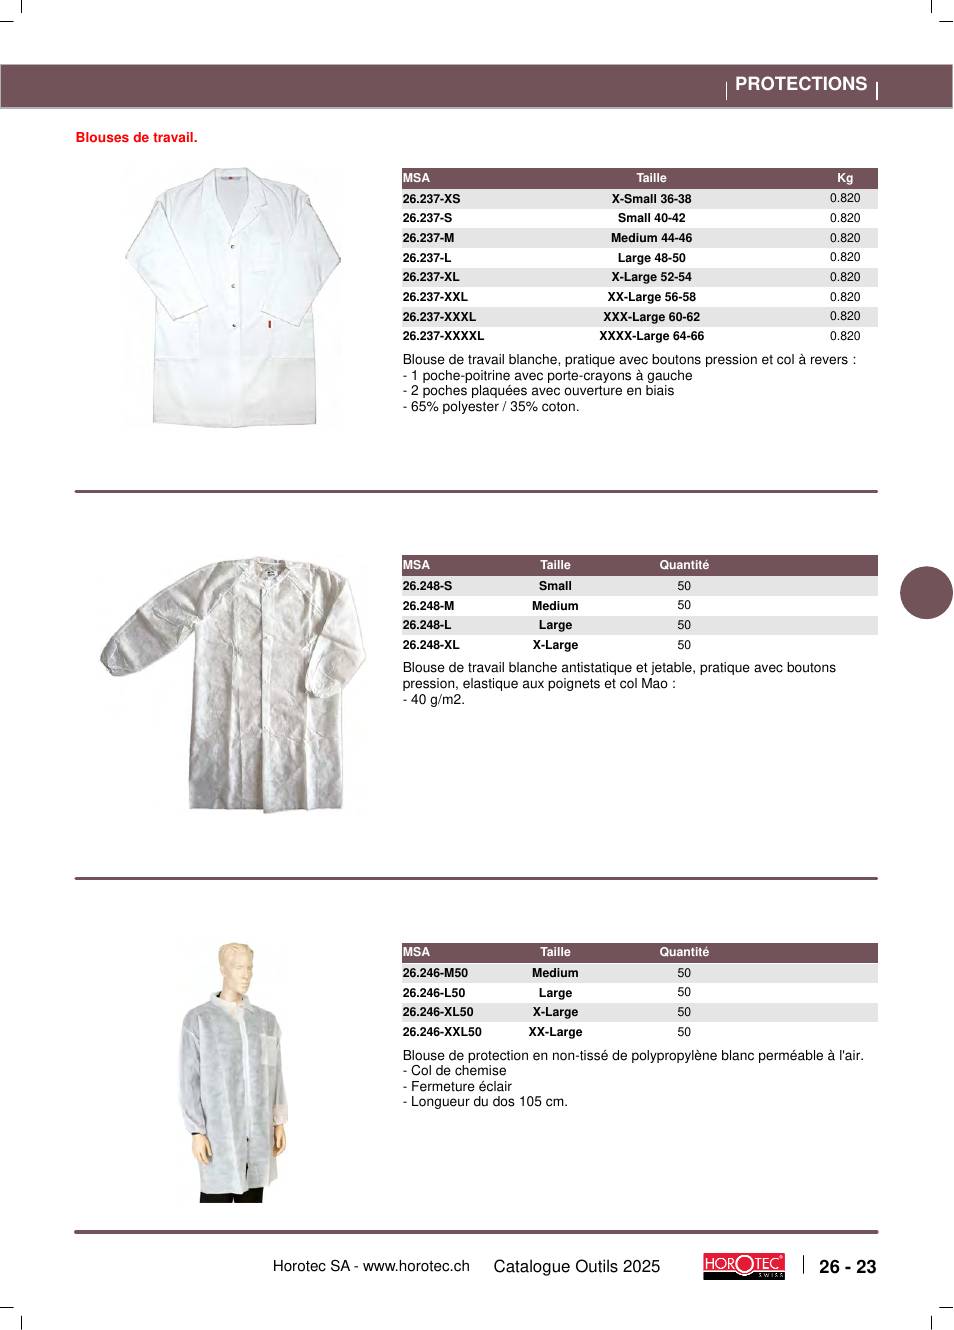 PROTECTIONS
Blouses de travail.
MSA Taille Kg
26.237-XS X-Small 36-38 0.820
26.237-S Small 40-42 0.820
26.237-M Medium 44-46 0.820
26.237-L Large 48-50 0.820
26.237-XL X-Large 52-54 0.820
26.237-XXL XX-Large 56-58 0.820
26.237-XXXL XXX-Large 60-62 0.820
26.237-XXXXL XXXX-Large 64-66 0.820
Blouse de travail blanche, pratique avec boutons pression et col à revers :
- 1 poche-poitrine avec porte-crayons à gauche
- 2 poches plaquées avec ouverture en biais
- 65% polyester / 35% coton.
MSA Taille Quantité
26.248-S Small 50
26.248-M Medium 50
26.248-L Large 50
26.248-XL X-Large 50
Blouse de travail blanche antistatique et jetable, pratique avec boutons
pression, elastique aux poignets et col Mao :
- 40 g/m2.
MSA Taille Quantité
26.246-M50 Medium 50
26.246-L50 Large 50
26.246-XL50 X-Large 50
26.246-XXL50 XX-Large 50
Blouse de protection en non-tissé de polypropylène blanc perméable à l'air.
- Col de chemise
- Fermeture éclair
- Longueur du dos 105 cm.
Horotec SA - www.horotec.ch Catalogue Outils 2025 HOROTEC SWISS 26 - 23